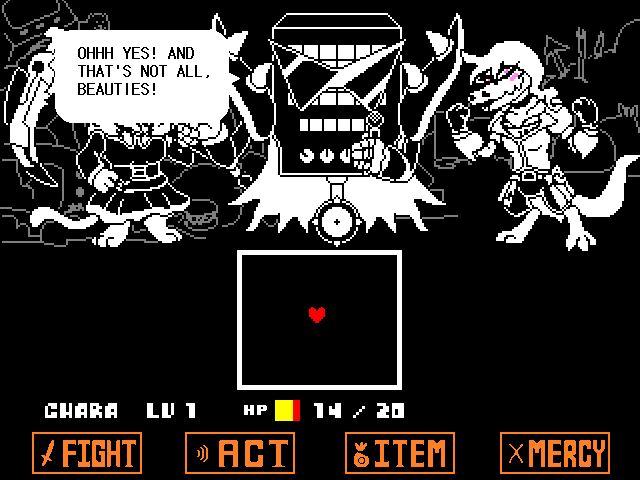 OHHH YES! AND
THAT'S NOT ALL,
BEAUTIES!
CHARA LV 1 HP 14 / 20
FIGHT ACT ITEM MERCY